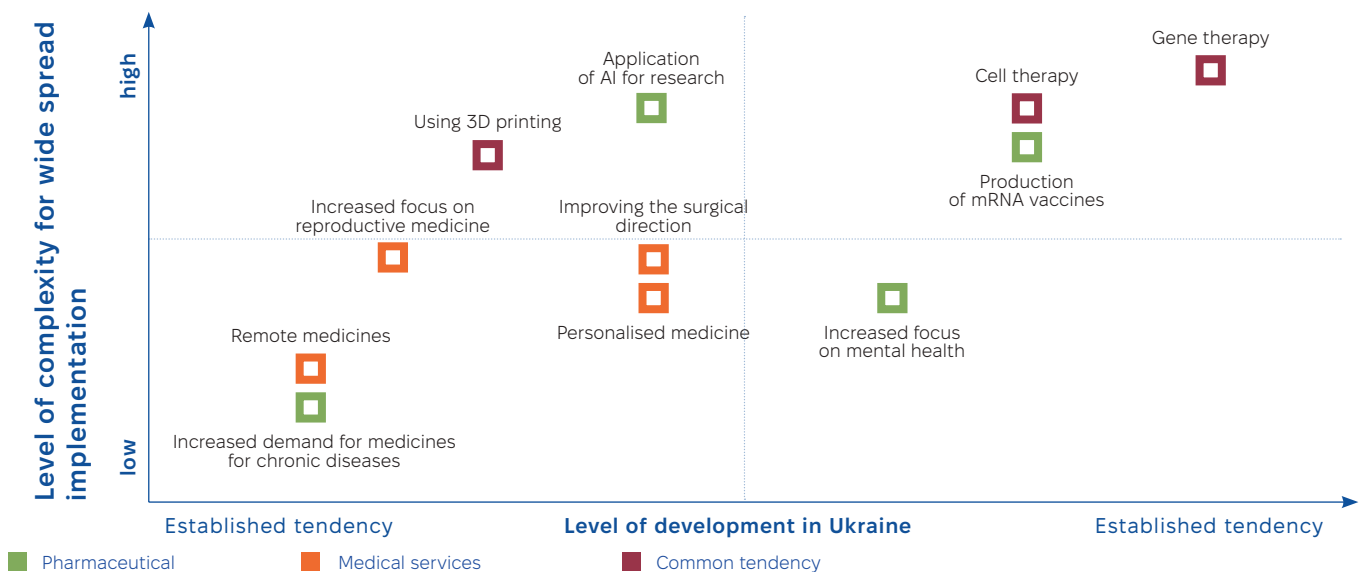 Level of complexity for wide spread
implementation
high
low
Gene therapy
Application
of AI for research
Cell therapy
Using 3D printing
Production
of mRNA vaccines
Increased focus on
reproductive medicine
Improving the surgical
direction
Remote medicines
Personalised medicine
Increased focus
on mental health
Increased demand for medicines
for chronic diseases
Established tendency
Level of development in Ukraine
Established tendency
Pharmaceutical
Medical services
Common tendency